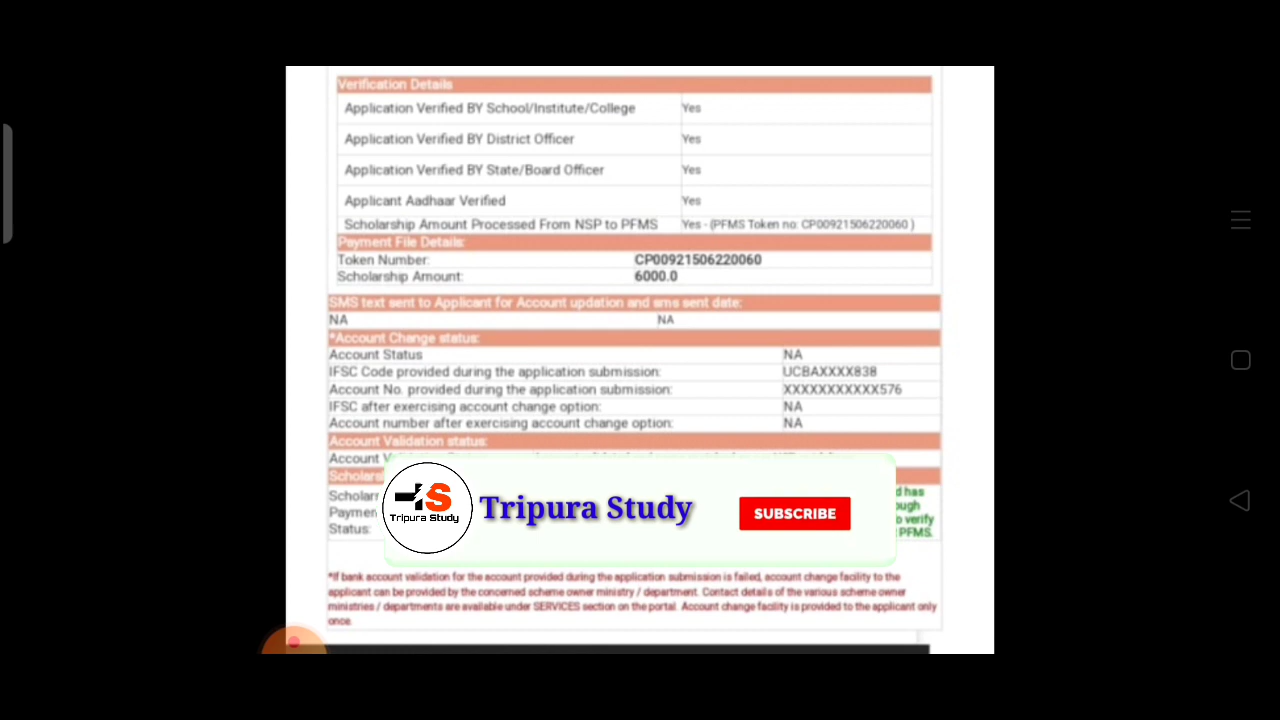 Verification Details
Application Verified BY School/Institute/College Yes
Application Verified BY District Officer Yes
Application Verified BY State/Board Officer Yes
Applicant Aadhaar Verified Yes
Scholarship Amount Processed From NSP to PFMS Yes - (PFMS Token no: CP00921506220060 )
Payment File Details:
Token Number: CP00921506220060
Scholarship Amount: 6000.0
SMS text sent to Applicant for Account updation and sms sent date:
NA NA
*Account Change status:
Account Status NA
IFSC Code provided during the application submission: UCBAXXXX838
Account No. provided during the application submission: XXXXXXXXXXX576
IFSC after exercising account change option: NA
Account number after exercising account change option: NA
Account Validation status:
Account
has
Status: verify
PFMS.
Tripura Study
Tripura Study
SUBSCRIBE
*If bank account validation for the account provided during the application submission is failed, account change facility to the
applicant can be provided by the concerned scheme owner ministry / department. Contact details of the various scheme owner
ministries / departments are available under SERVICES section on the portal. Account change facility is provided to the applicant only
once.